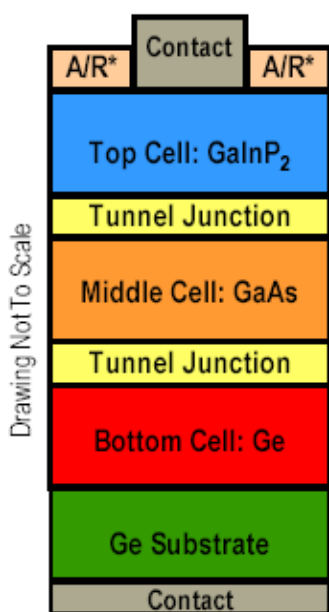 Contact
A/R*
A/R*
Top Cell: GaInP₂
Tunnel Junction
Middle Cell: GaAs
Tunnel Junction
Bottom Cell: Ge
Ge Substrate
Contact
Drawing Not To Scale